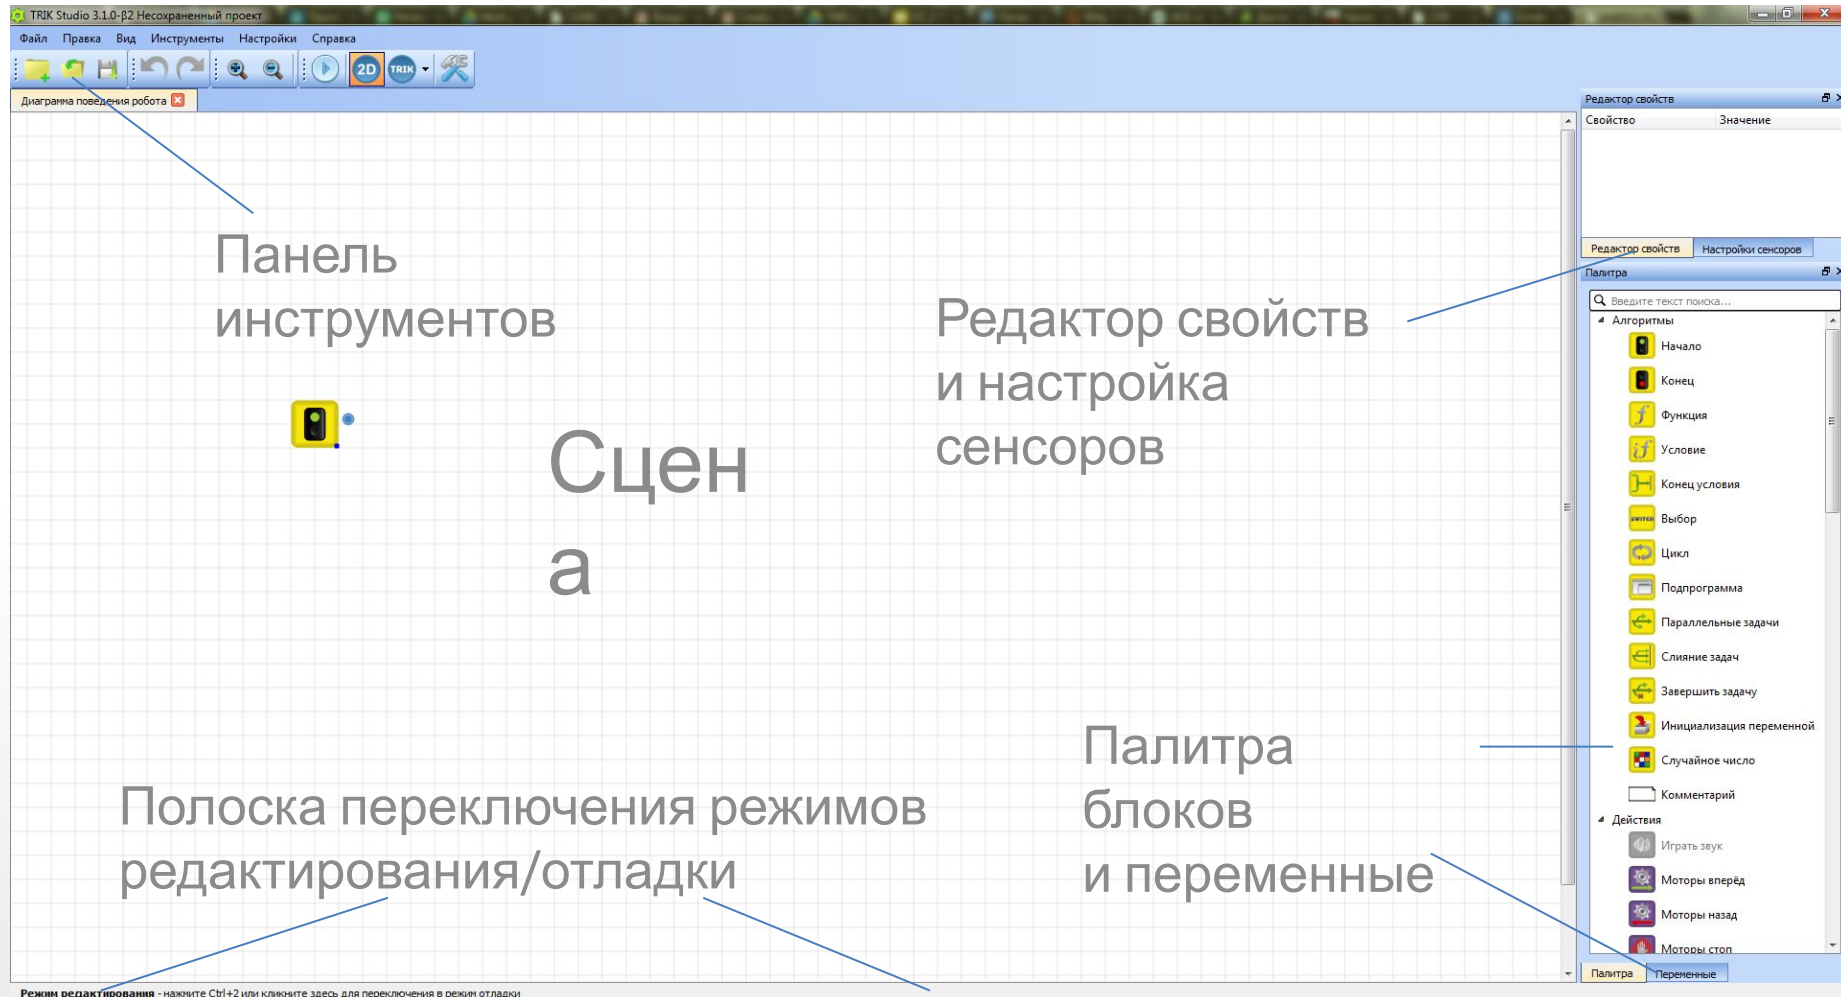 TRIK Studio 3.1.0-β2 Несохраненный проект
Файл Правка Вид Инструменты Настройки Справка
2D TRIK
Диаграмма поведения робота
Редактор свойств
Свойство Значение
Панель
инструментов
Редактор свойств Настройки сенсоров
Палитра
Введите текст поиска...
Редактор свойств
и настройка
сенсоров
Сцен
а
Алгоритмы
Начало
Конец
f Функция
if Условие
Конец условия
SWITCH Выбор
Цикл
Подпрограмма
Параллельные задачи
Слияние задач
Завершить задачу
Инициализация переменной
Случайное число
Комментарий
Действия
Играть звук
Моторы вперёд
Моторы назад
Моторы стоп
Палитра
блоков
и переменные
Полоска переключения режимов
редактирования/отладки
Палитра Переменные
Режим редактирования - нажмите Ctrl+2 или кликните здесь для переключения в режим отладки